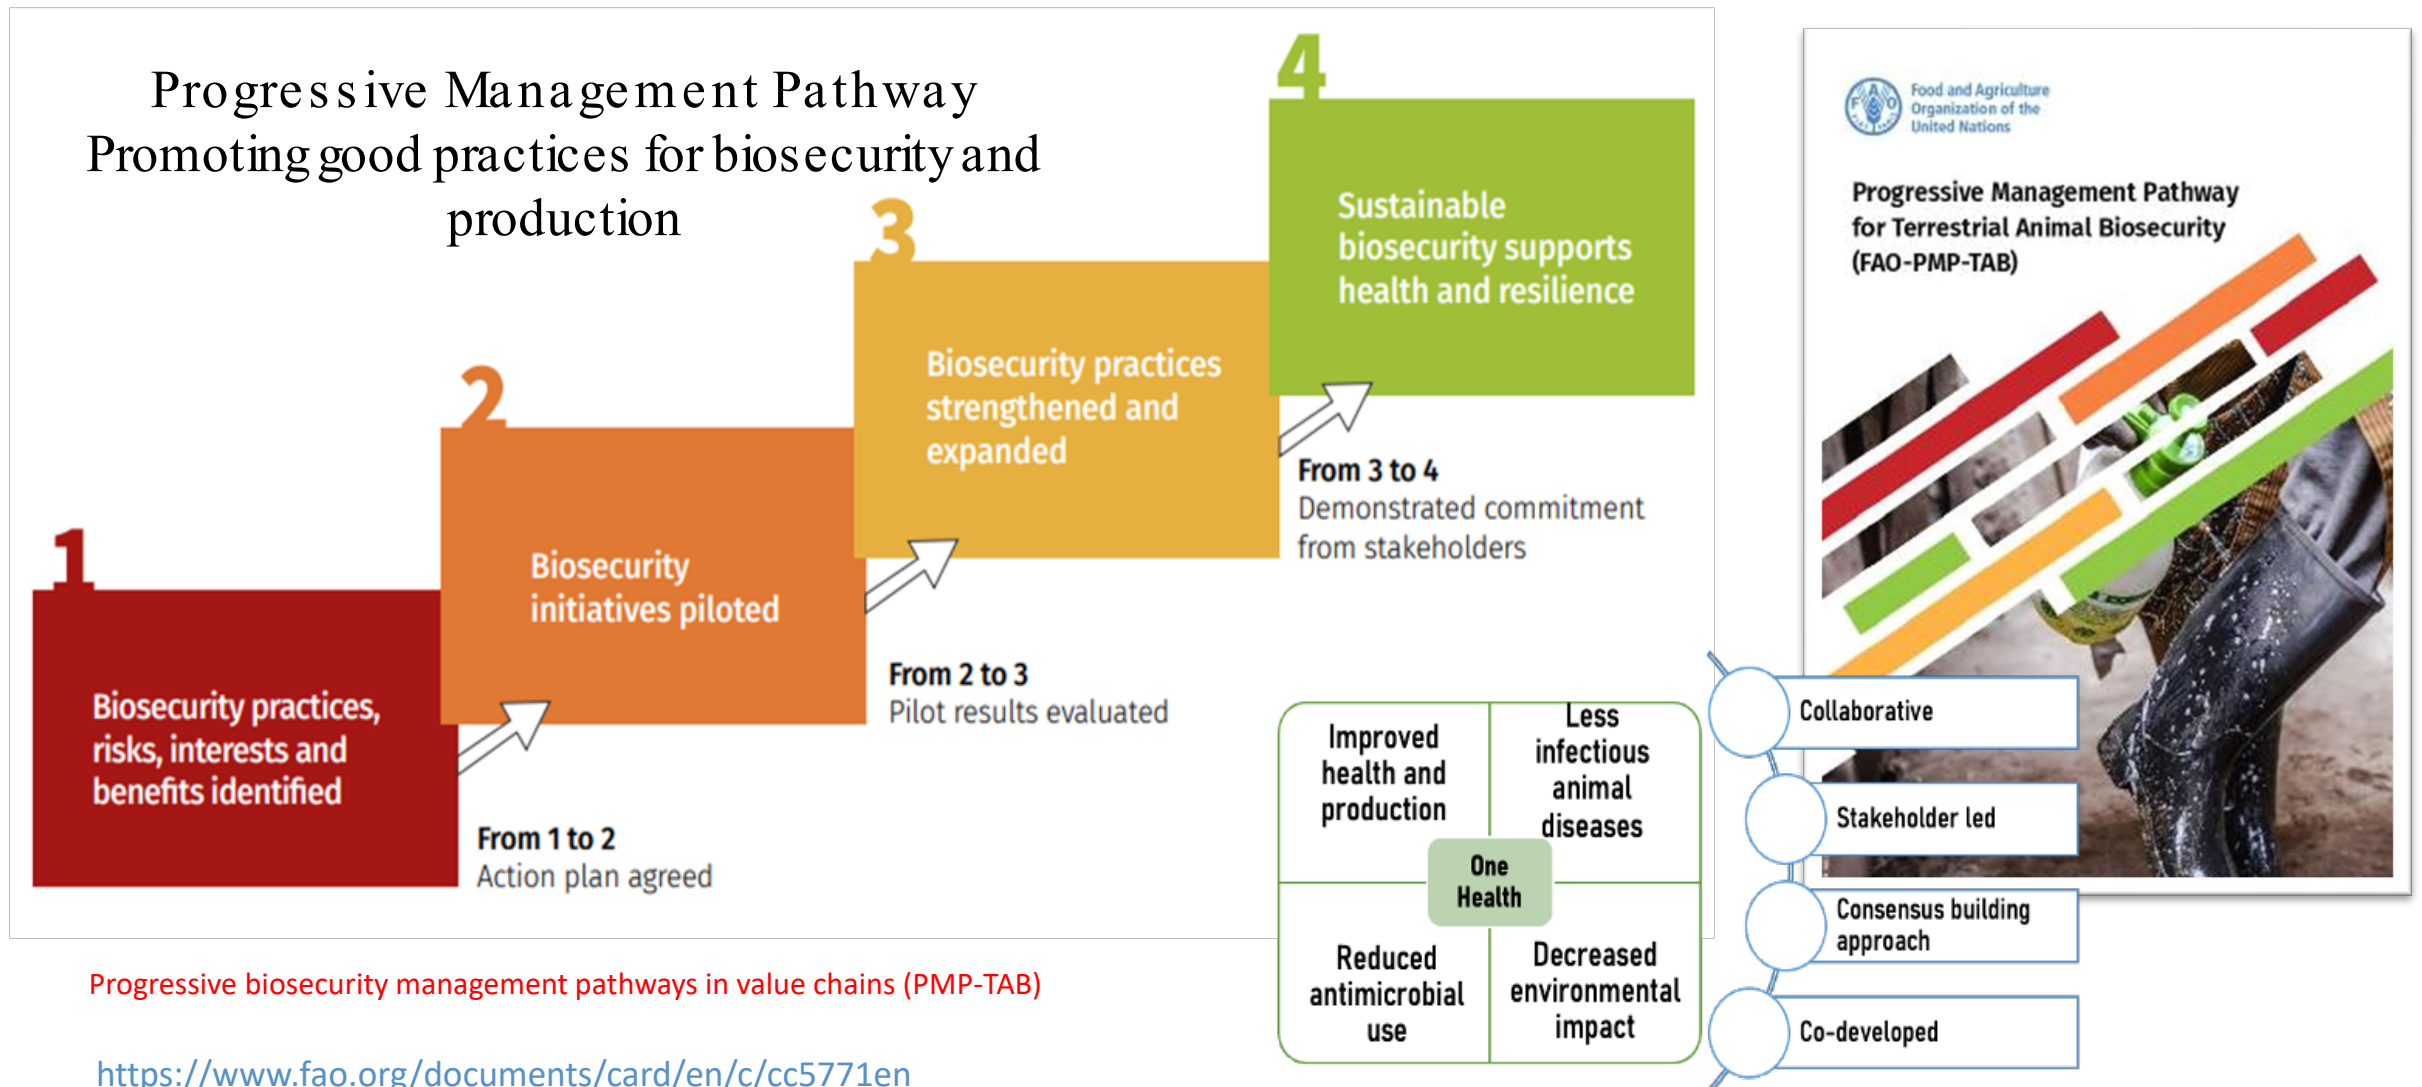 Progressive Management Pathway
Promoting good practices for biosecurity and
production
1
Biosecurity practices,
risks, interests and
benefits identified
From 1 to 2
Action plan agreed
2
Biosecurity
initiatives piloted
From 2 to 3
Pilot results evaluated
3
Biosecurity practices
strengthened and
expanded
From 3 to 4
Demonstrated commitment
from stakeholders
4
Sustainable
biosecurity supports
health and resilience
Food and Agriculture
Organization of the
United Nations
Progressive Management Pathway
for Terrestrial Animal Biosecurity
(FAO-PMP-TAB)
Improved
health and
production
Less
infectious
animal
diseases
One
Health
Reduced
antimicrobial
use
Decreased
environmental
impact
Collaborative
Stakeholder led
Consensus building
approach
Co-developed
Progressive biosecurity management pathways in value chains (PMP-TAB)
https://www.fao.org/documents/card/en/c/cc5771en